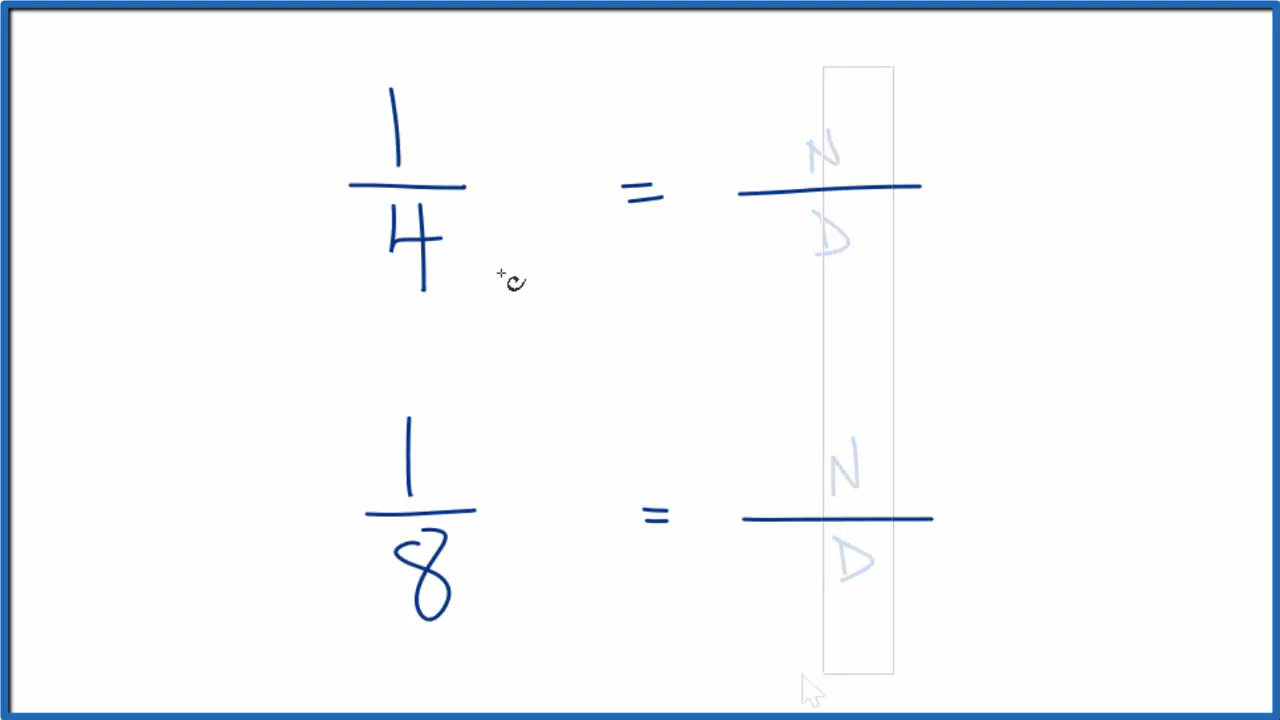 1/4 = N/D
1/8 = N/D